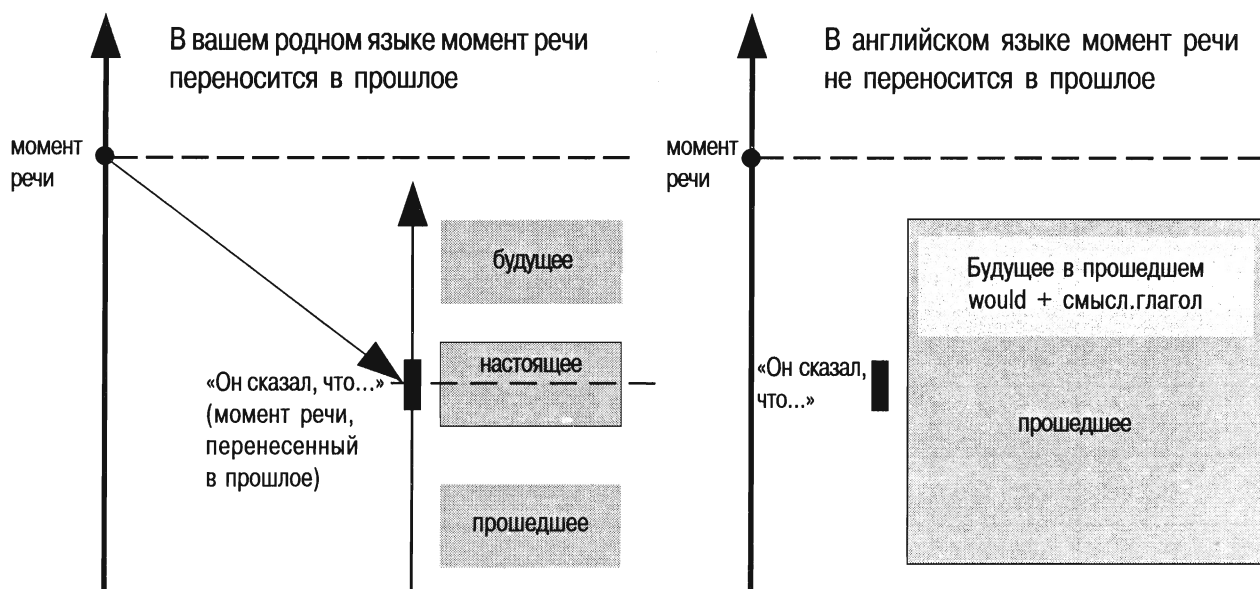 В вашем родном языке момент речи
переносится в прошлое
момент
речи
будущее
настоящее
«Он сказал, что...»
(момент речи,
перенесенный
в прошлое)
прошедшее
В английском языке момент речи
не переносится в прошлое
момент
речи
Будущее в прошедшем
would + смысл.глагол
«Он сказал,
что...»
прошедшее